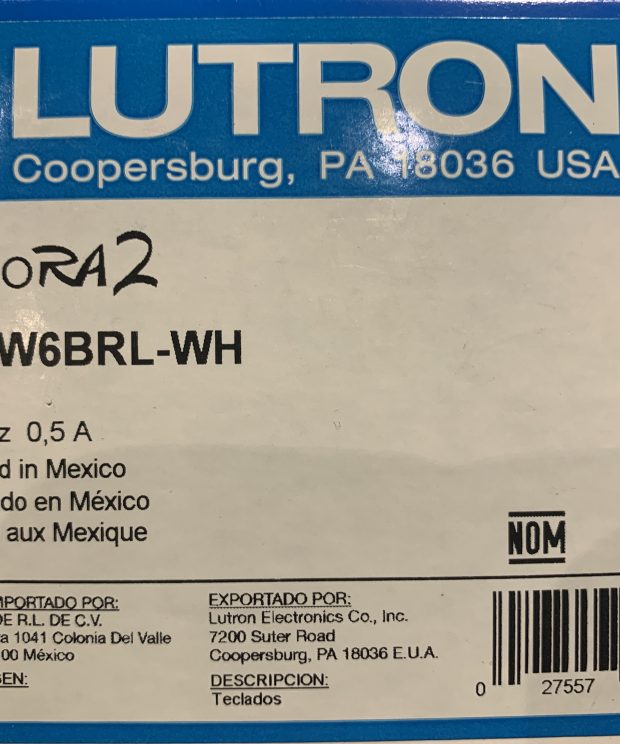 LUTRON
Coopersburg, PA 18036 USA
oRA2
W6BRL-WH
z 0,5 A
d in Mexico
do en México
aux Mexique
NOM
MPORTADO POR:
DE R.L. DE C.V.
a 1041 Colonia Del Valle
00 México
EN:
EXPORTADO POR:
Lutron Electronics Co., Inc.
7200 Suter Road
Coopersburg, PA 18036 E.U.A.
DESCRIPCION:
Teclados
0 27557